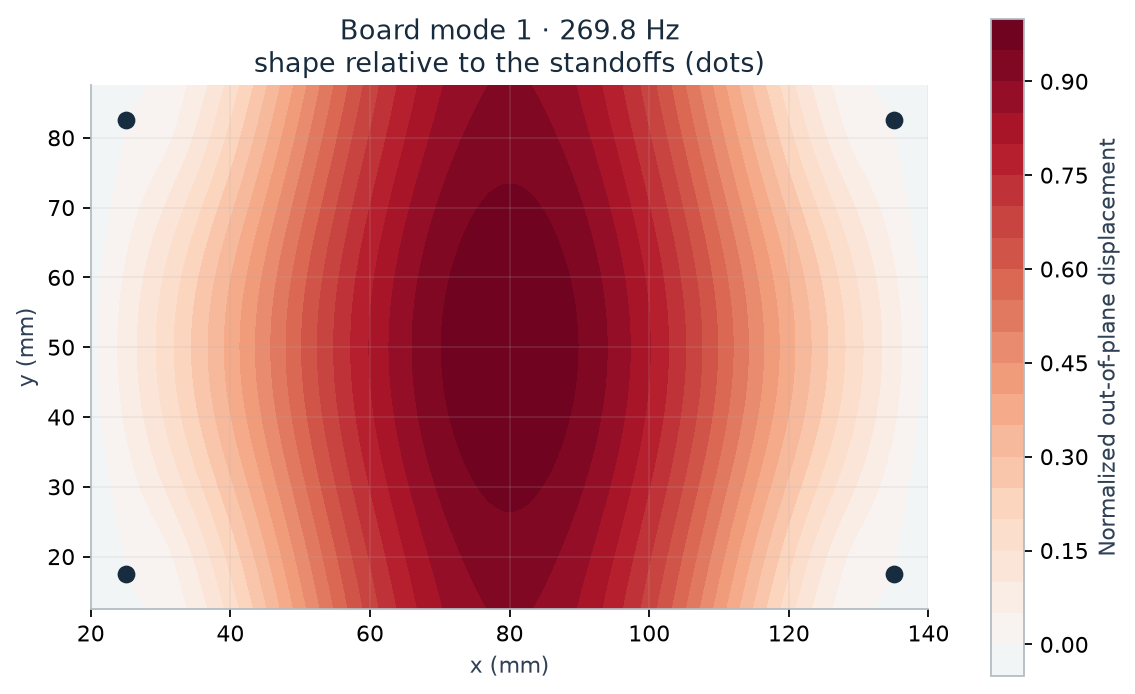 Board mode 1 · 269.8 Hz
shape relative to the standoffs (dots)
80
70
60
50
40
30
20
y (mm)
20 40 60 80 100 120 140
x (mm)
0.90
0.75
0.60
0.45
0.30
0.15
0.00
Normalized out-of-plane displacement